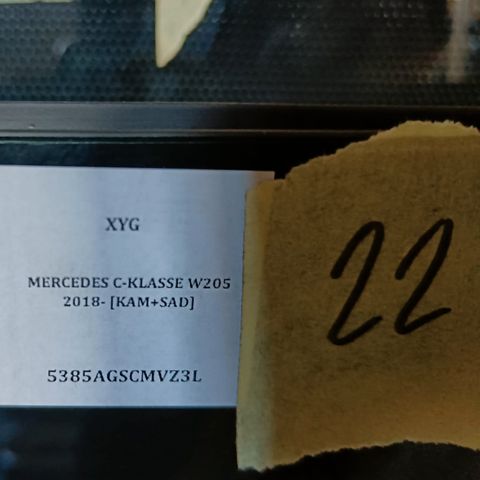 XYG
MERCEDES C-KLASSE W205
2018- [KAM+SAD]
5385AGSCMVZ3L
22